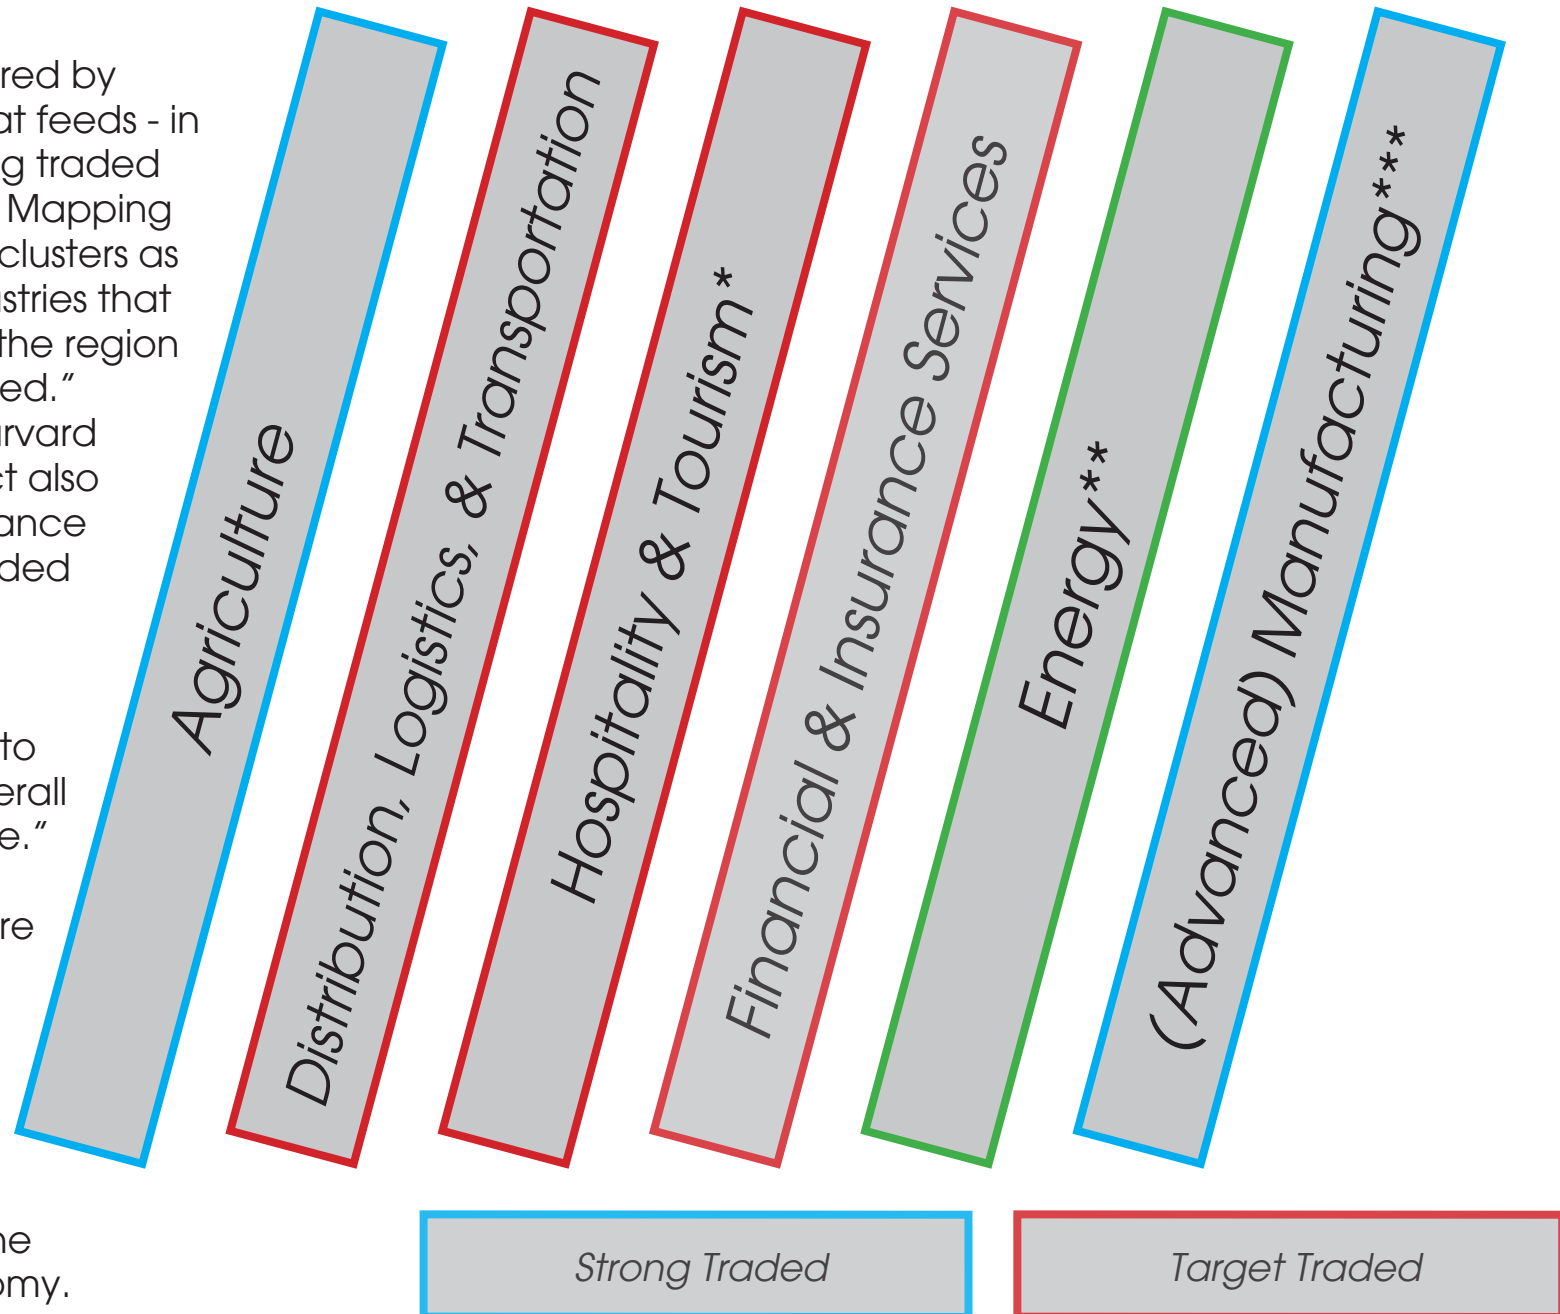 red by
at feeds - in
g traded
Mapping
clusters as
ustries that
the region
ed."
arvard
ct also
ance
ded
to
erall
e."
re
ne
omy.
Agriculture
Distribution, Logistics, & Transportation
Hospitality & Tourism*
Financial & Insurance Services
Energy**
(Advanced) Manufacturing***
Strong Traded
Target Traded